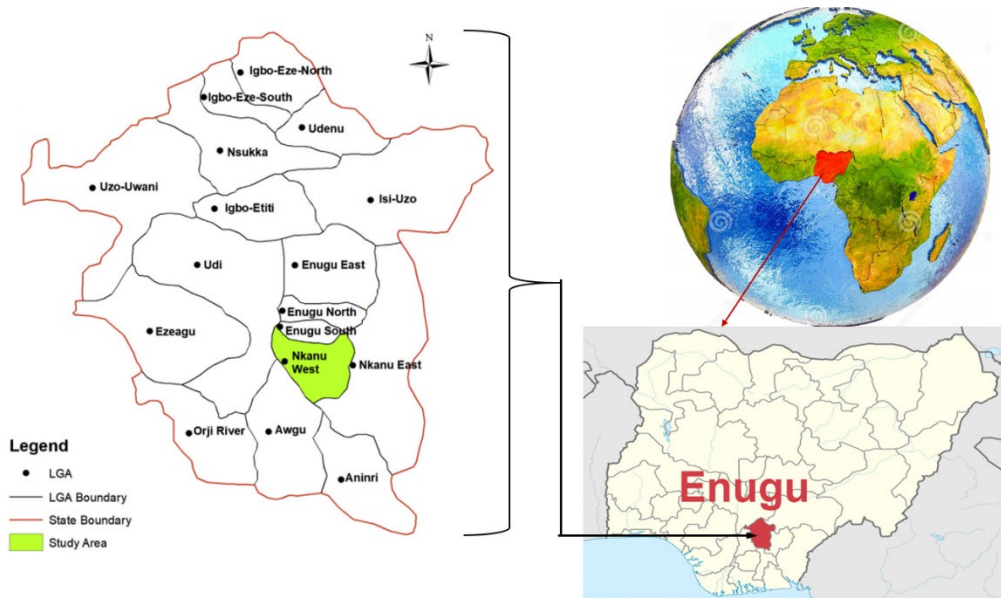 N
Igbo-Eze-North
Igbo-Eze-South
Udenu
Nsukka
Uzo-Uwani
Isi-Uzo
Igbo-Etiti
Udi
Enugu East
Enugu North
Enugu South
Ezeagu
Nkanu
West
Nkanu East
Orji River
Awgu
Aninri
Legend
LGA
LGA Boundary
State Boundary
Study Area
Enugu